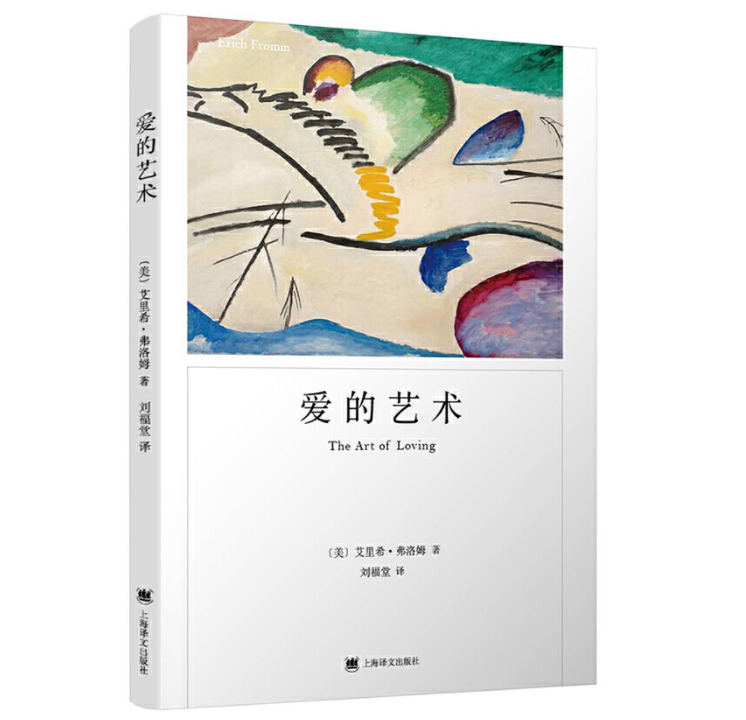 Erich Fromm
爱的艺术
The Art of Loving
〔美〕艾里希·弗洛姆 著
刘福堂 译
上海译文出版社
爱的艺术
〔美〕艾里希·弗洛姆 著
刘福堂 译
上海译文出版社